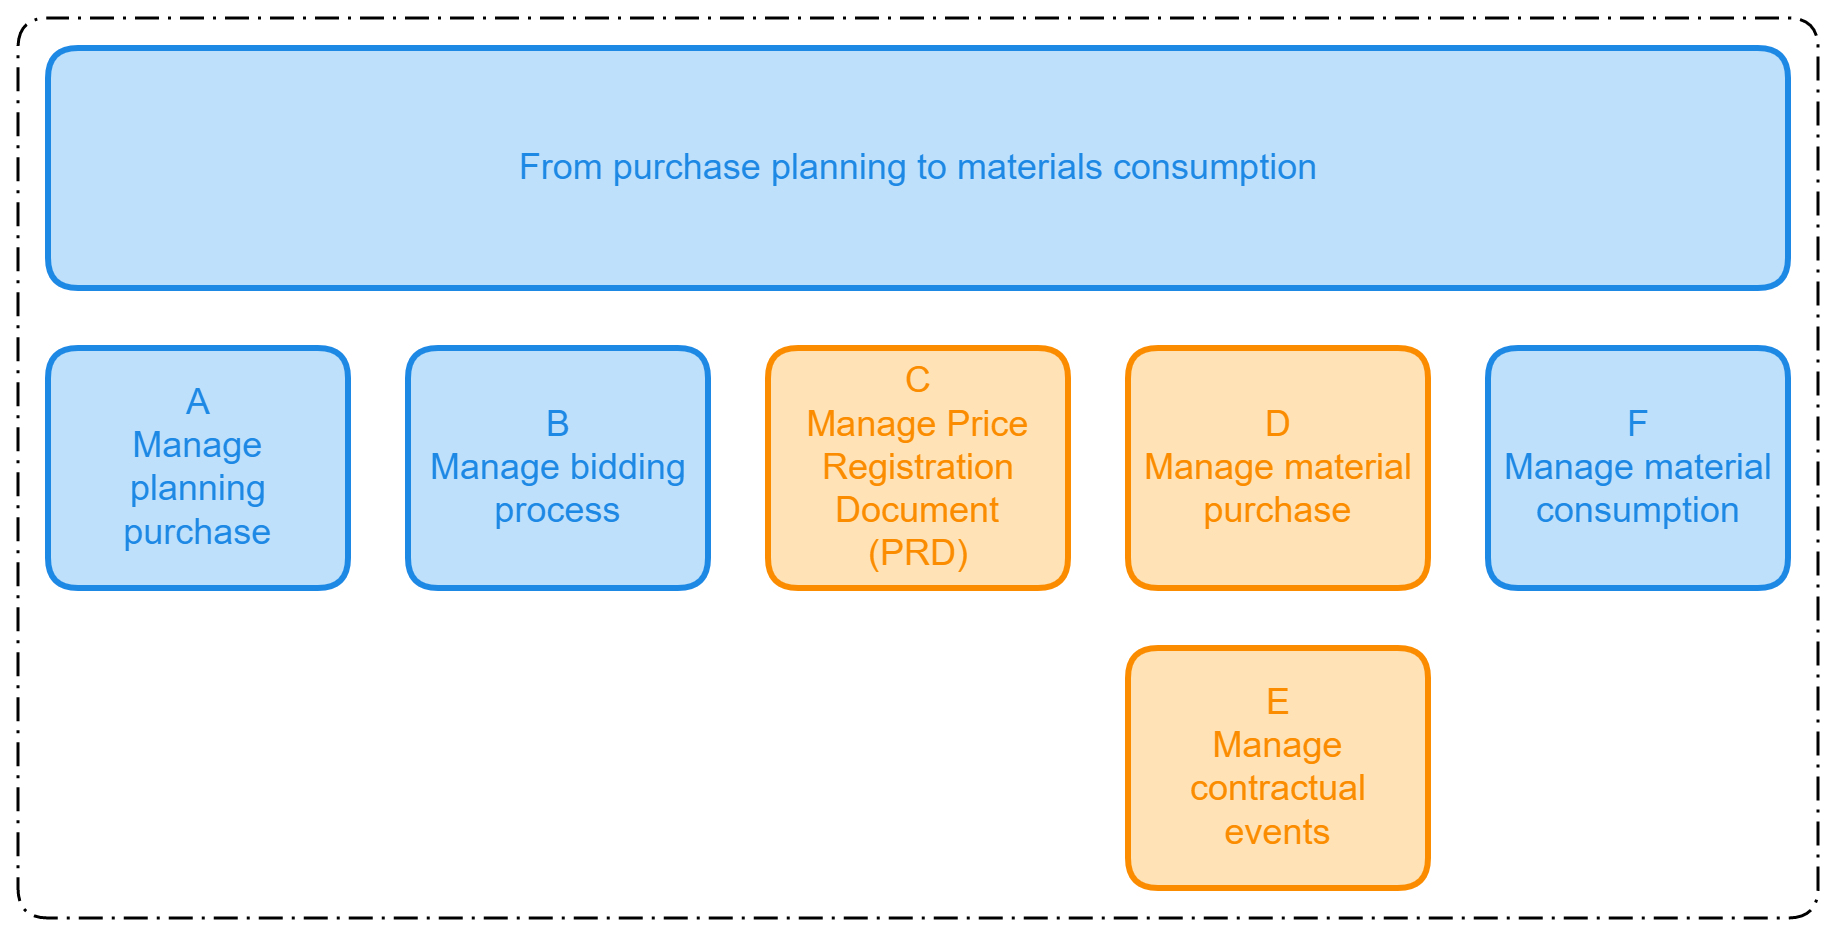 From purchase planning to materials consumption
A
Manage
planning
purchase
B
Manage bidding
process
C
Manage Price
Registration
Document
(PRD)
D
Manage material
purchase
F
Manage material
consumption
E
Manage
contractual
events